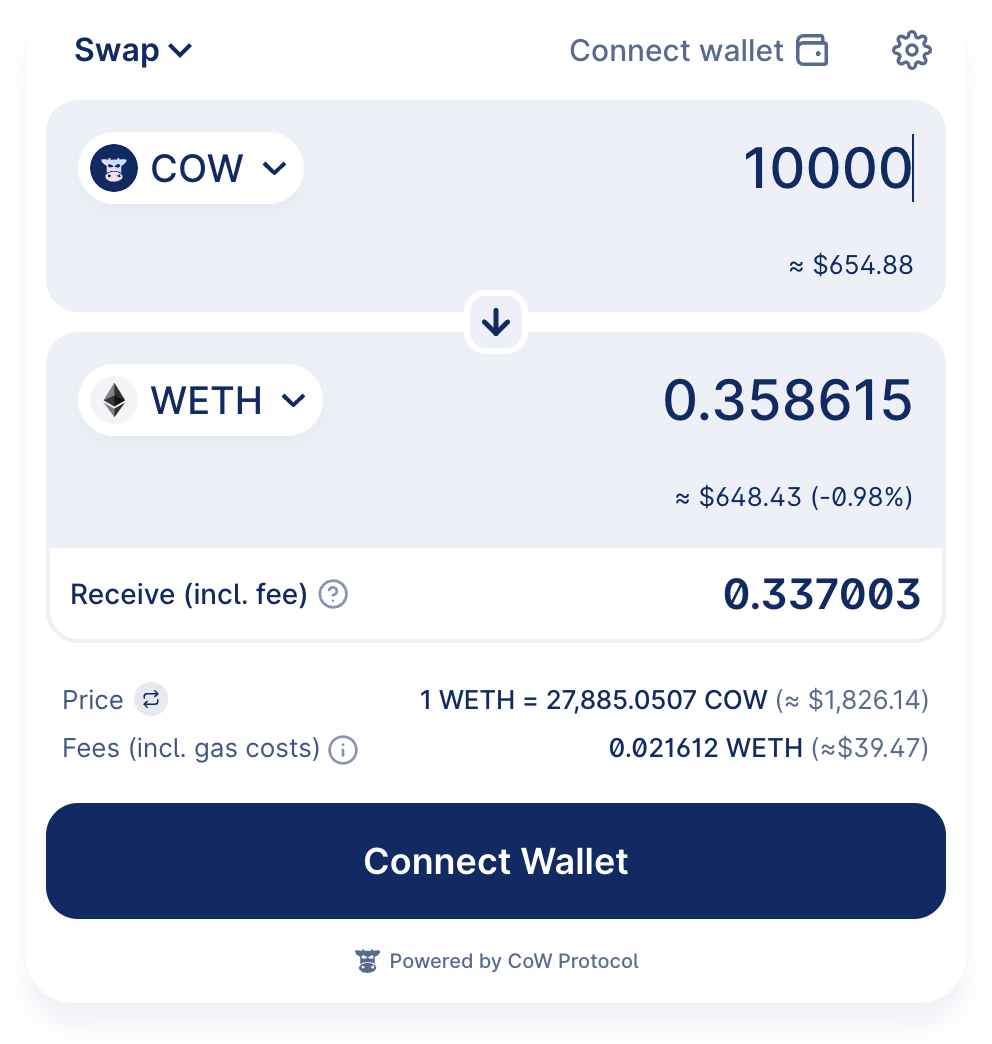 Swap Connect wallet
COW 10000
≈ $654.88
WETH 0.358615
≈ $648.43 (-0.98%)
Receive (incl. fee) ? 0.337003
Price 1 WETH = 27,885.0507 COW (≈ $1,826.14)
Fees (incl. gas costs) i 0.021612 WETH (≈$39.47)
Connect Wallet
Powered by CoW Protocol